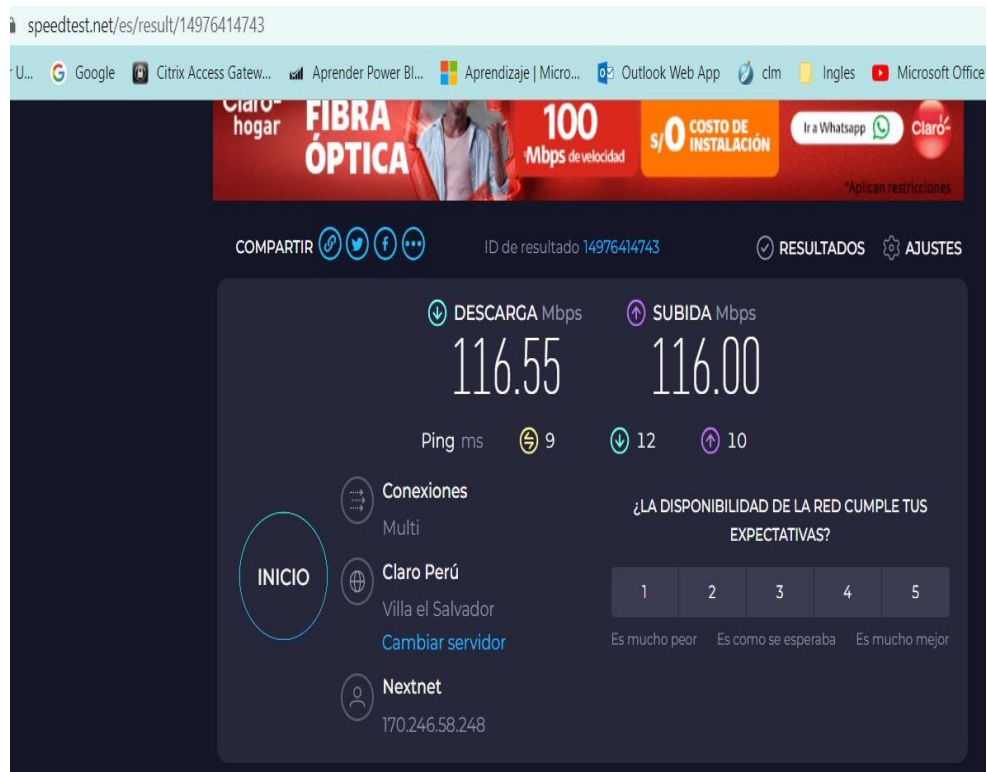 speedtest.net/es/result/14976414743
U... Google Citrix Access Gatew... Aprender Power BI... Aprendizaje | Micro... Outlook Web App clm Ingles Microsoft Office
Claro-
hogar
FIBRA
ÓPTICA
100
Mbps de velocidad
S/0 COSTO DE
INSTALACIÓN
Ir a Whatsapp
Claro-
*Aplican restricciones
COMPARTIR ID de resultado 14976414743 RESULTADOS AJUSTES
DESCARGA Mbps SUBIDA Mbps
116.55 116.00
Ping ms 9 12 10
Conexiones
Multi
¿LA DISPONIBILIDAD DE LA RED CUMPLE TUS
EXPECTATIVAS?
INICIO
Claro Perú
Villa el Salvador
Cambiar servidor
1 2 3 4 5
Es mucho peor Es como se esperaba Es mucho mejor
Nextnet
170.246.58.248